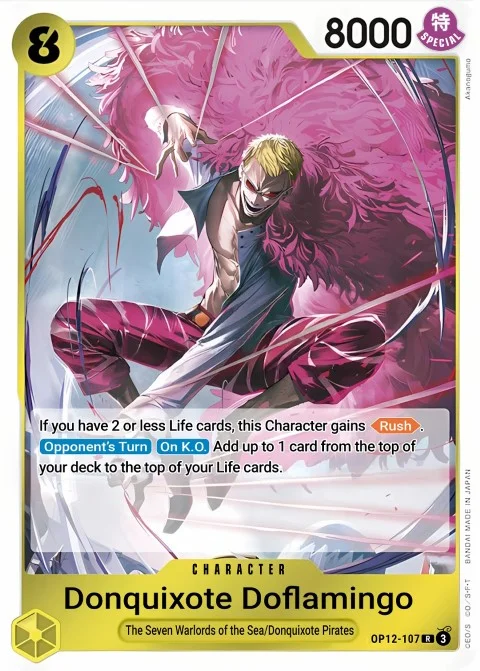 8
8000
特
SPECIAL
Akanoguma
If you have 2 or less Life cards, this Character gains Rush.
Opponent's Turn On K.O. Add up to 1 card from the top of
your deck to the top of your Life cards.
CHARACTER
Donquixote Doflamingo
The Seven Warlords of the Sea/Donquixote Pirates
OP12-107 R 3
©E.O/S. ©O/S·F·T BANDAI MADE IN JAPAN